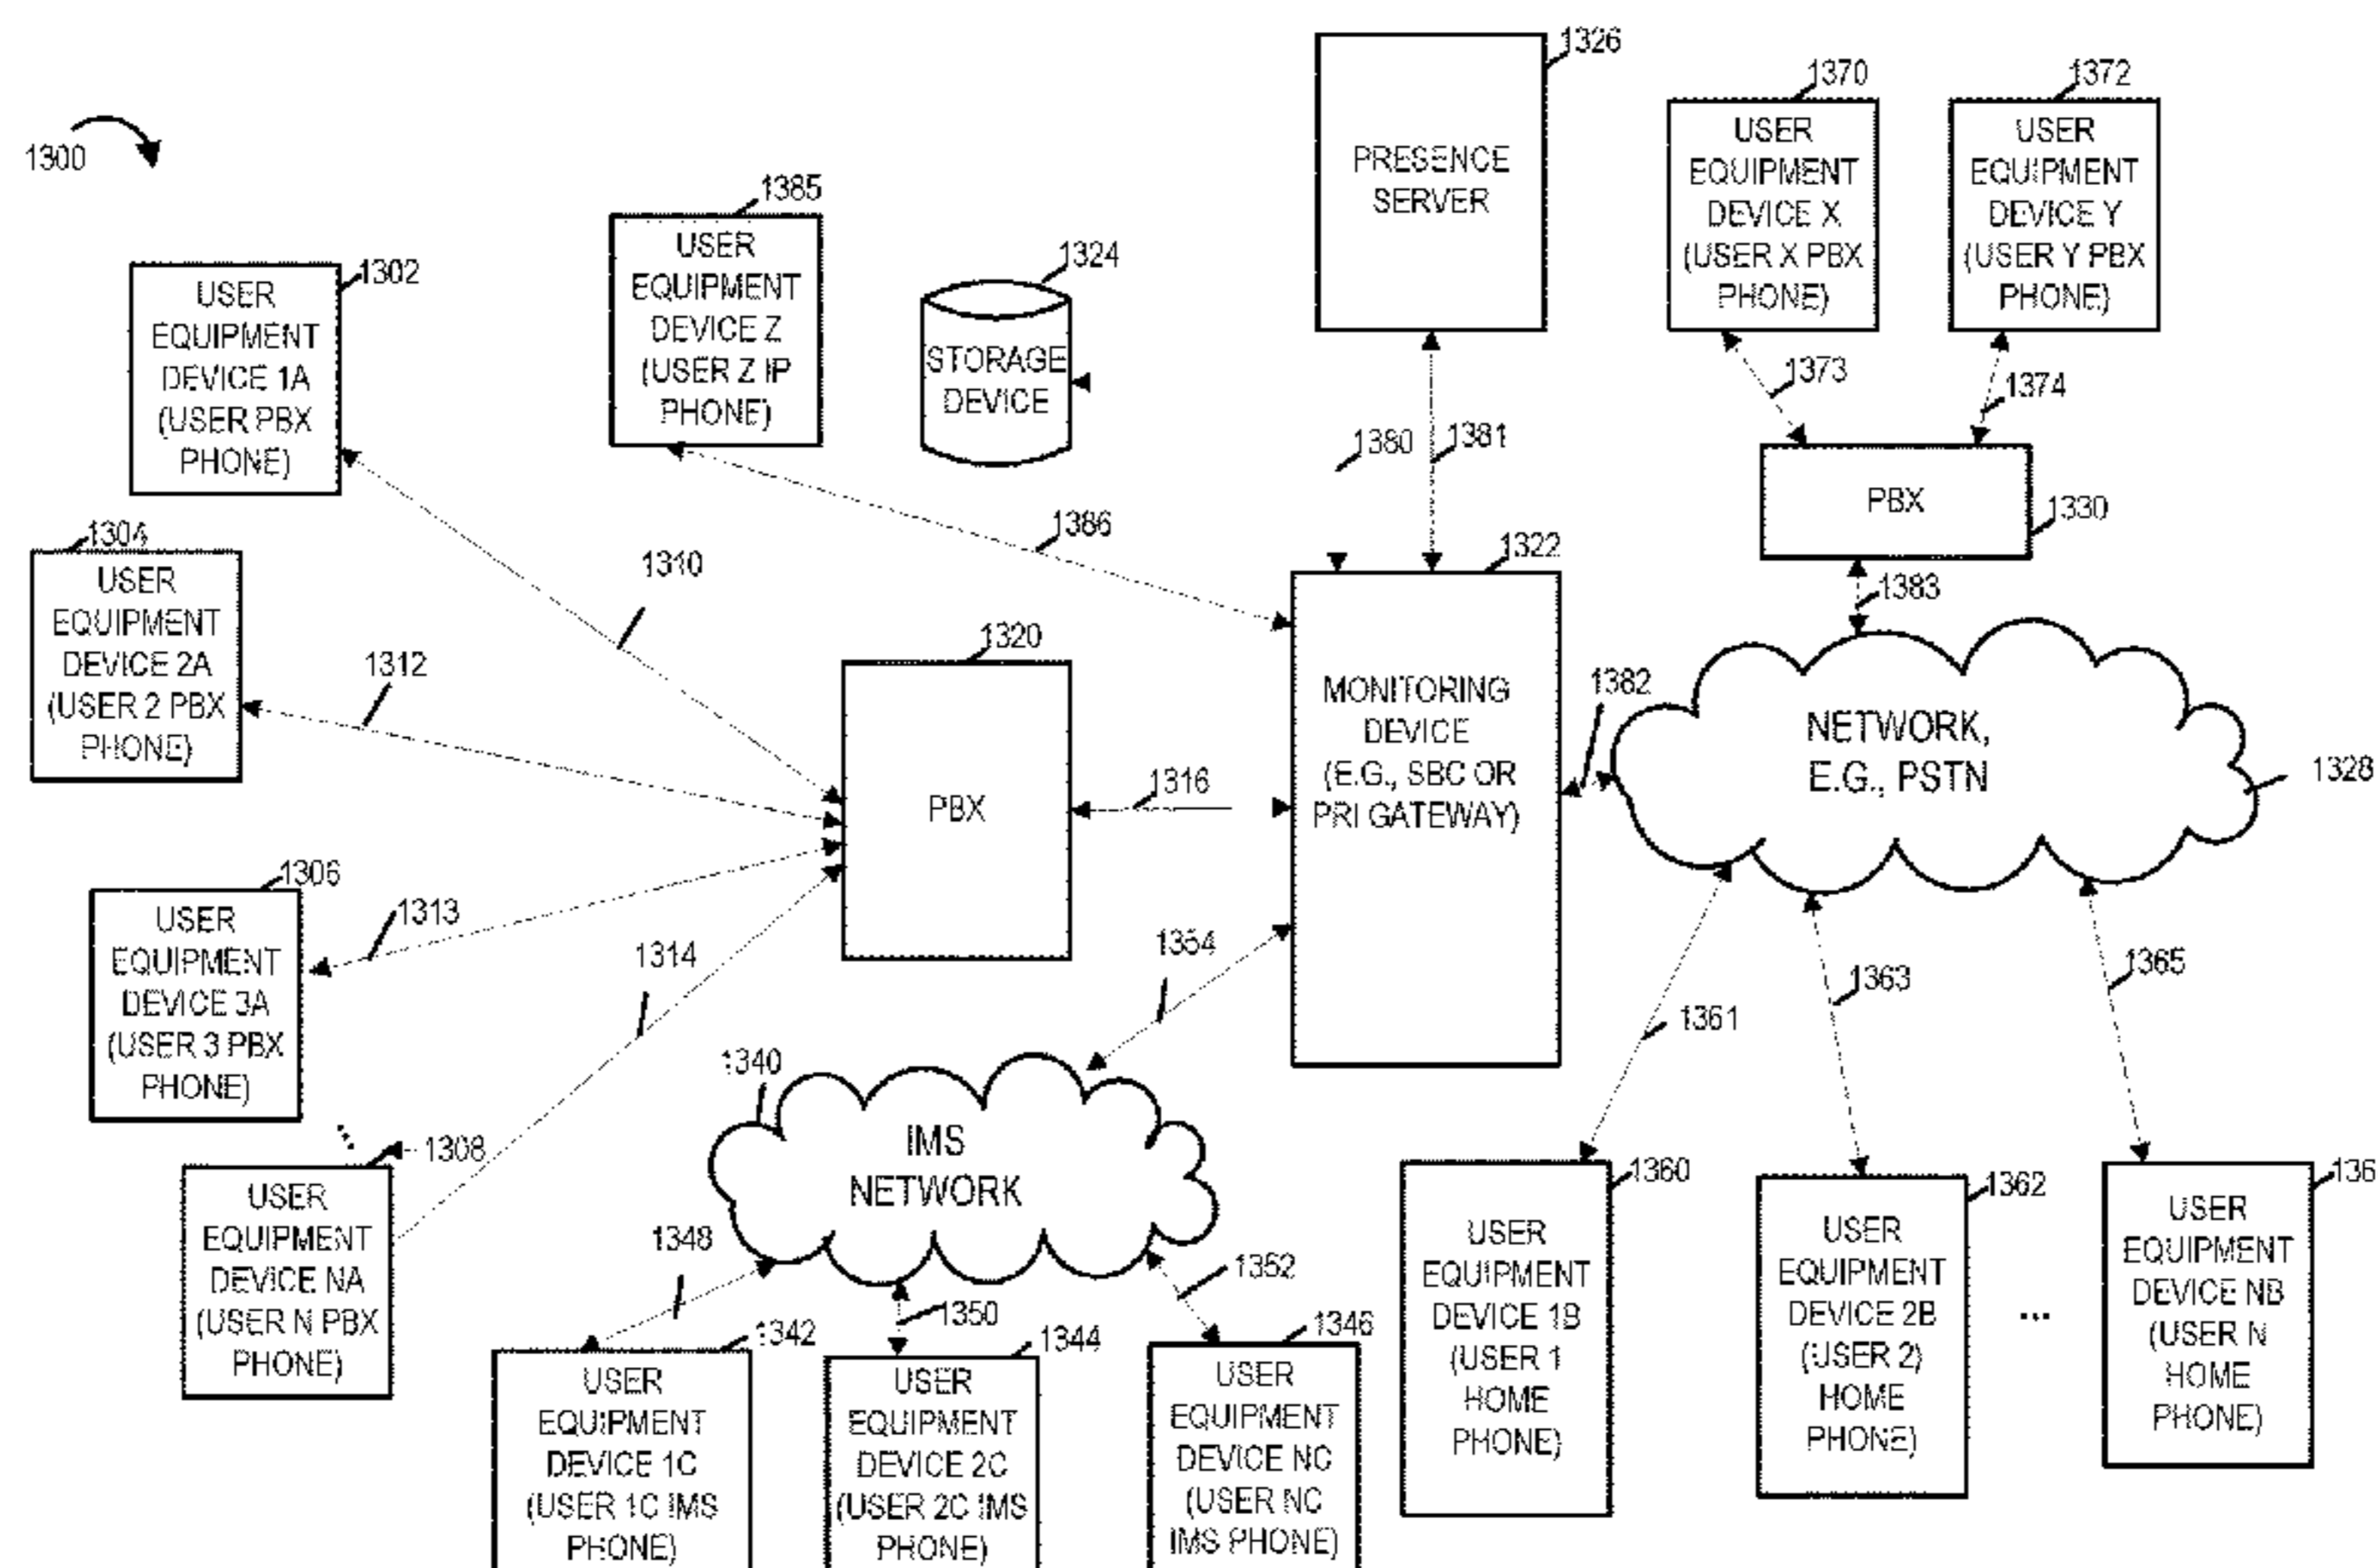 1300
1302
USER
EQUIPMENT
DEVICE 1A
(USER PBX
PHONE)
1304
USER
EQUIPMENT
DEVICE 2A
(USER 2 PBX
PHONE)
1306
USER
EQUIPMENT
DEVICE 3A
(USER 3 PBX
PHONE)
...
1308
USER
EQUIPMENT
DEVICE NA
(USER N PBX
PHONE)
1310
1312
1313
1314
1385
USER
EQUIPMENT
DEVICE Z
(USER Z IP
PHONE)
1324
STORAGE
DEVICE
1386
1320
PBX
1316
1326
PRESENCE
SERVER
1380
1381
1322
MONITORING
DEVICE
(E.G., SBC OR
PRI GATEWAY)
1382
1370
USER
EQUIPMENT
DEVICE X
(USER X PBX
PHONE)
1372
USER
EQUIPMENT
DEVICE Y
(USER Y PBX
PHONE)
1373
1374
PBX
1330
1383
NETWORK,
E.G., PSTN
1328
1354
1340
IMS
NETWORK
1348
1350
1352
1342
USER
EQUIPMENT
DEVICE 1C
(USER 1C IMS
PHONE)
1344
USER
EQUIPMENT
DEVICE 2C
(USER 2C IMS
PHONE)
1346
USER
EQUIPMENT
DEVICE NC
(USER NC
IMS PHONE)
1361
1363
1365
1360
USER
EQUIPMENT
DEVICE 1B
(USER 1
HOME
PHONE)
1362
USER
EQUIPMENT
DEVICE 2B
(USER 2)
HOME
PHONE)
...
136
USER
EQUIPMENT
DEVICE NB
(USER N
HOME
PHONE)